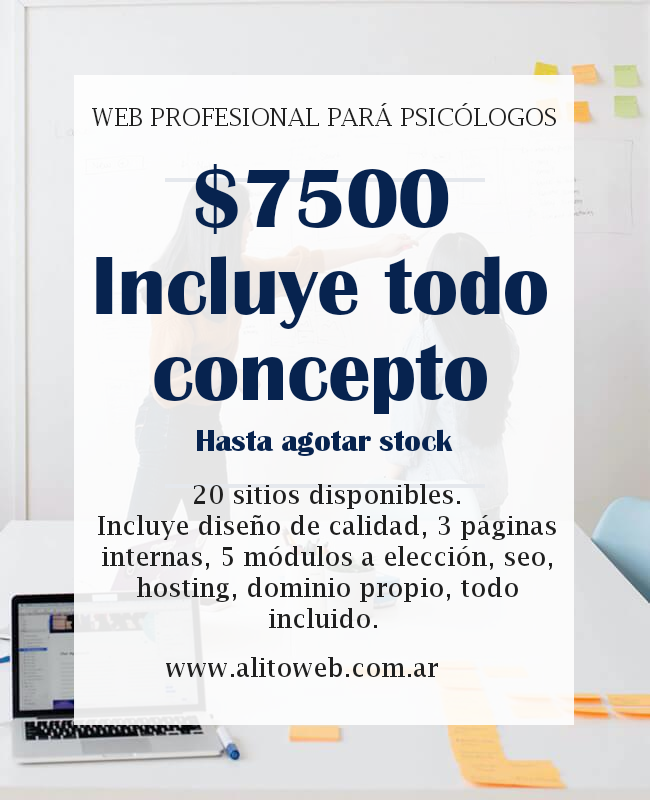 WEB PROFESIONAL PARÁ PSICÓLOGOS
$7500
Incluye todo
concepto
Hasta agotar stock
20 sitios disponibles.
Incluye diseño de calidad, 3 páginas
internas, 5 módulos a elección, seo,
hosting, dominio propio, todo
incluido.
www.alitoweb.com.ar